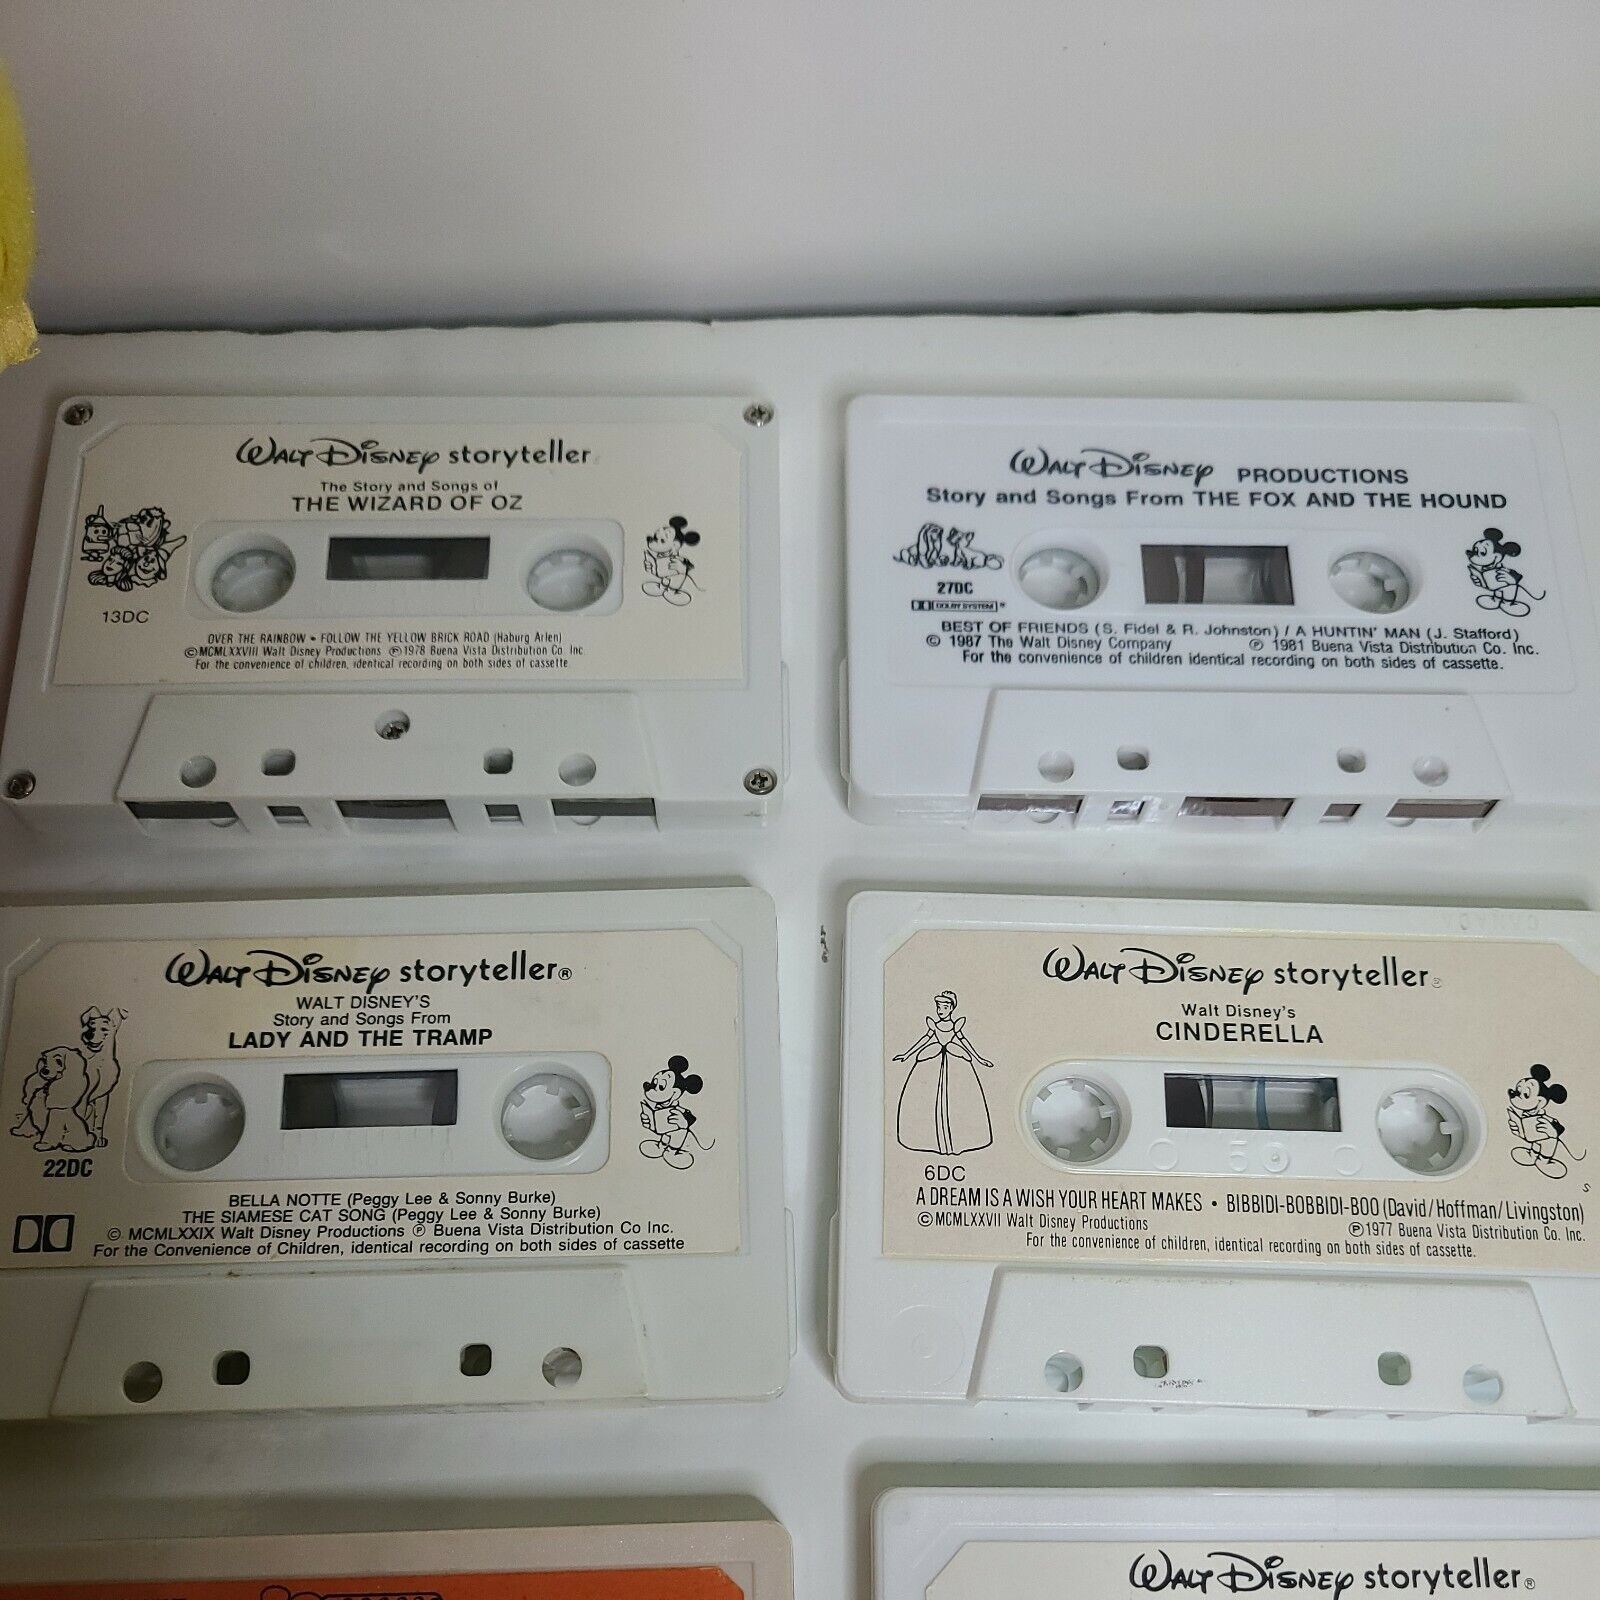 Walt Disney storyteller
The Story and Songs of
THE WIZARD OF OZ
13DC
OVER THE RAINBOW • FOLLOW THE YELLOW BRICK ROAD (Haburg Arlen)
©MCMLXXVIII Walt Disney Productions ℗1978 Buena Vista Distribution Co. Inc.
For the convenience of children, identical recording on both sides of cassette.
Walt Disney PRODUCTIONS
Story and Songs From THE FOX AND THE HOUND
27DC
DOLBY SYSTEM®
BEST OF FRIENDS (S. Fidel & R. Johnston) / A HUNTIN' MAN (J. Stafford)
© 1987 The Walt Disney Company ℗ 1981 Buena Vista Distribution Co. Inc.
For the convenience of children identical recording on both sides of cassette.
Walt Disney storyteller®
WALT DISNEY'S
Story and Songs From
LADY AND THE TRAMP
22DC
BELLA NOTTE (Peggy Lee & Sonny Burke)
THE SIAMESE CAT SONG (Peggy Lee & Sonny Burke)
© MCMLXXIX Walt Disney Productions ℗ Buena Vista Distribution Co Inc.
For the Convenience of Children, identical recording on both sides of cassette
Walt Disney storyteller®
Walt Disney's
CINDERELLA
50
6DC
S
A DREAM IS A WISH YOUR HEART MAKES • BIBBIDI-BOBBIDI-BOO (David/Hoffman/Livingston)
©MCMLXXVII Walt Disney Productions ℗1977 Buena Vista Distribution Co. Inc.
For the convenience of children, identical recording on both sides of cassette.
Walt Disney storyteller®